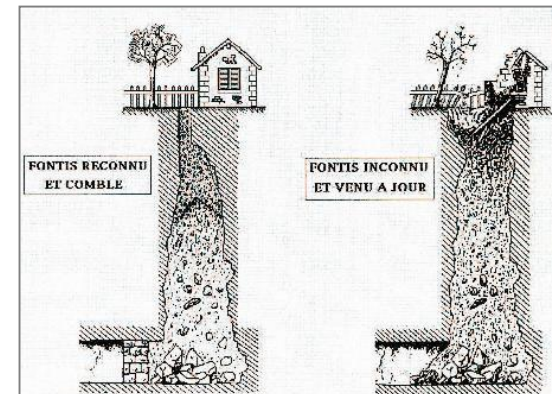 FONTIS RECONNU
ET COMBLE
FONTIS INCONNU
ET VENU A JOUR